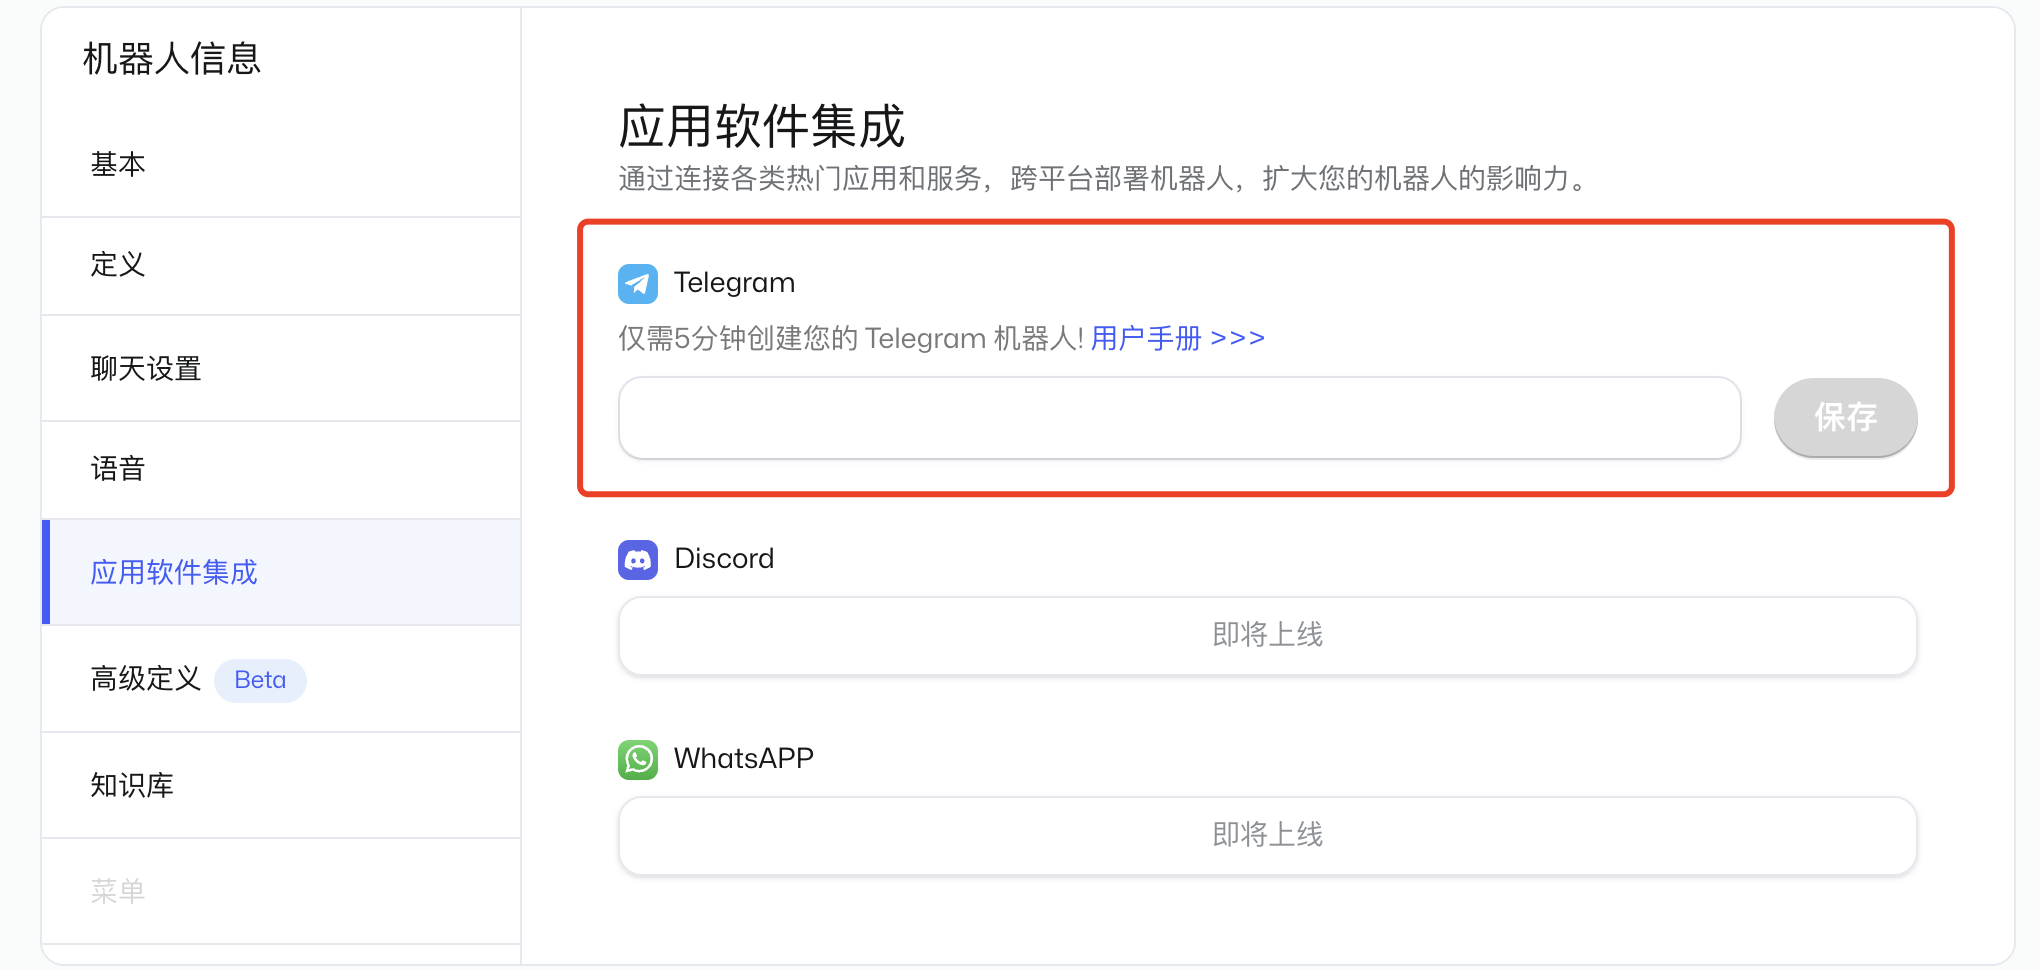 机器人信息
基本
定义
聊天设置
语音
应用软件集成
高级定义 Beta
知识库
菜单
应用软件集成
通过连接各类热门应用和服务，跨平台部署机器人，扩大您的机器人的影响力。
Telegram
仅需5分钟创建您的 Telegram 机器人! 用户手册 >>>
保存
Discord
即将上线
WhatsAPP
即将上线